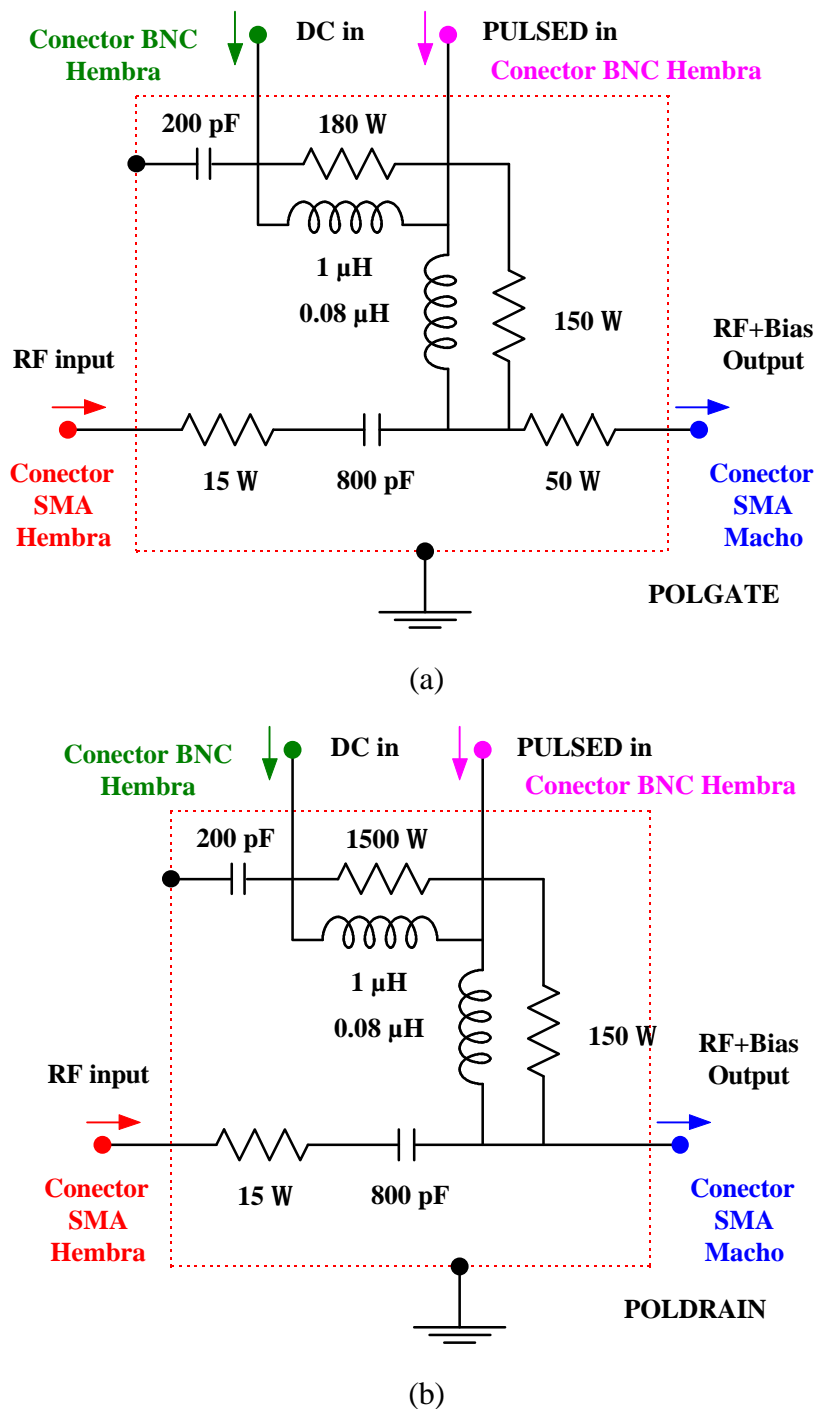 Conector BNC
Hembra
DC in
PULSED in
Conector BNC Hembra
200 pF
180 W
1 µH
0.08 µH
150 W
RF input
RF+Bias
Output
15 W
800 pF
50 W
Conector
SMA
Hembra
Conector
SMA
Macho
POLGATE
(a)
Conector BNC
Hembra
DC in
PULSED in
Conector BNC Hembra
200 pF
1500 W
1 µH
0.08 µH
150 W
RF input
RF+Bias
Output
15 W
800 pF
Conector
SMA
Hembra
Conector
SMA
Macho
POLDRAIN
(b)